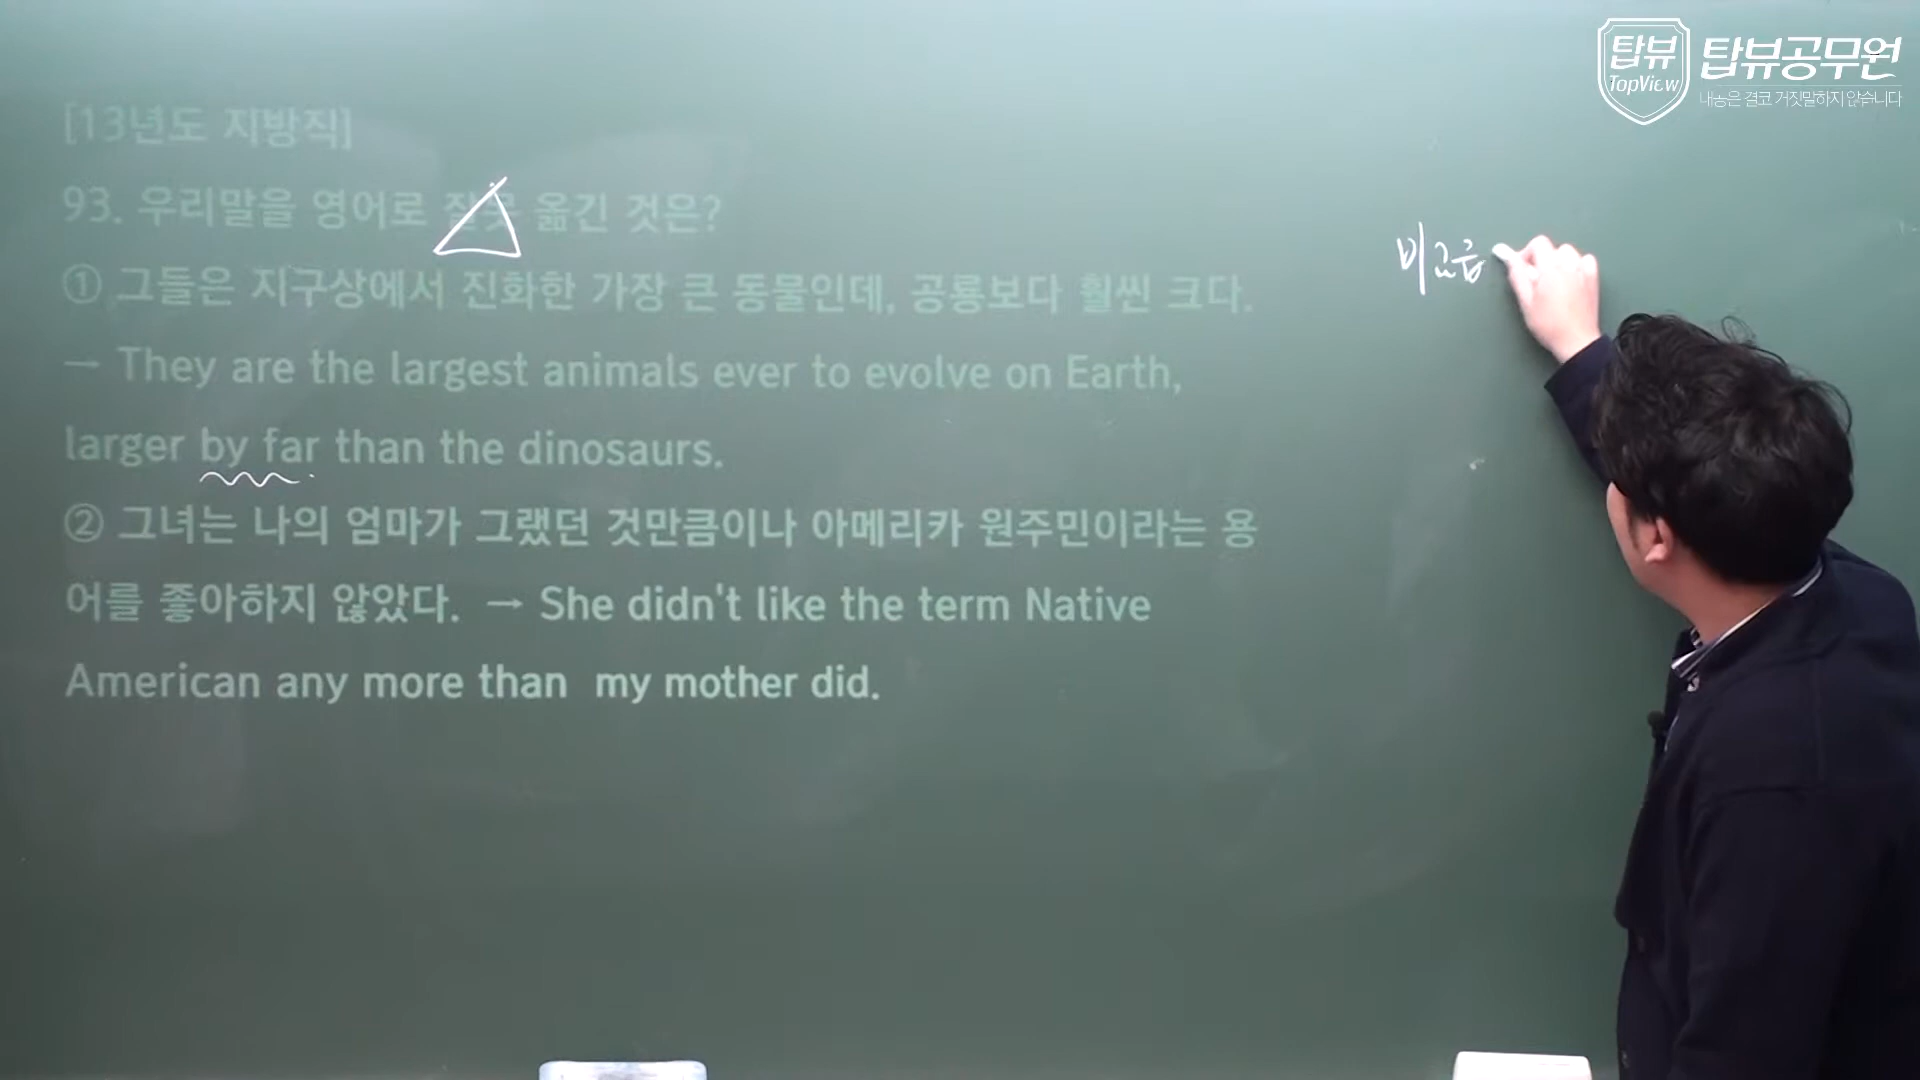 탑뷰
TopView
탑뷰공무원
내공은 결코 거짓말하지 않습니다
[13년도 지방직]
93. 우리말을 영어로 잘못 옮긴 것은?
① 그들은 지구상에서 진화한 가장 큰 동물인데, 공룡보다 훨씬 크다.
→ They are the largest animals ever to evolve on Earth,
larger by far than the dinosaurs.
② 그녀는 나의 엄마가 그랬던 것만큼이나 아메리카 원주민이라는 용
어를 좋아하지 않았다. → She didn't like the term Native
American any more than my mother did.
비교급